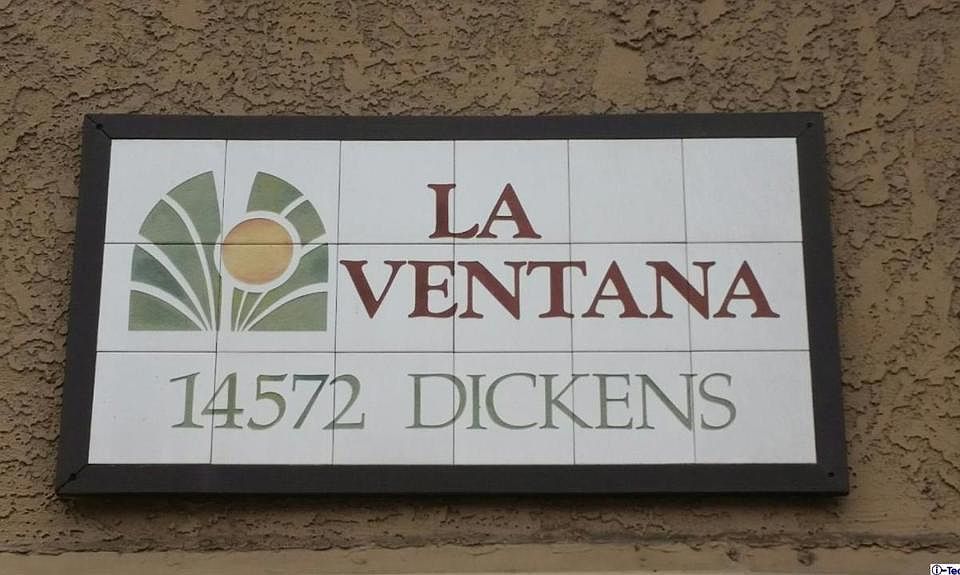 LA
VENTANA
14572 DICKENS